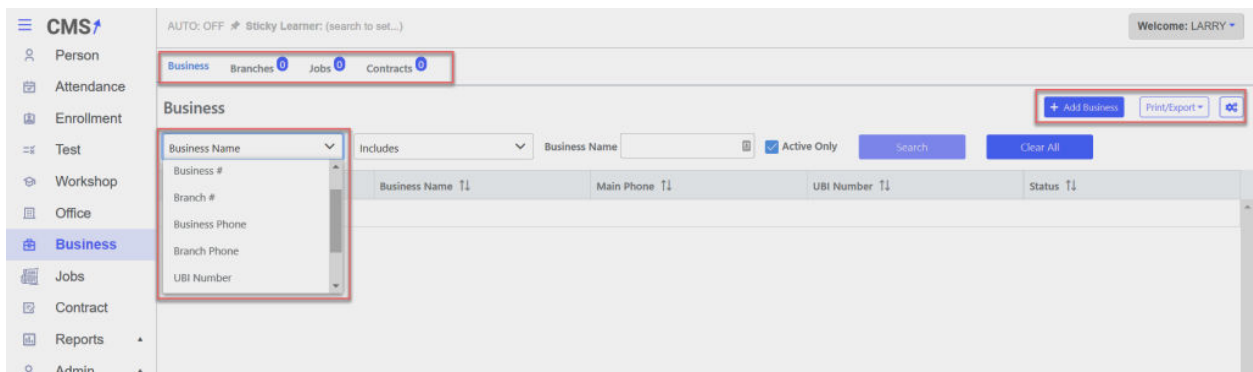 CMS
AUTO: OFF Sticky Learner: (search to set...) Welcome: LARRY
Person
Attendance
Enrollment
Test
Workshop
Office
Business
Jobs
Contract
Reports
Admin
Business Branches 0 Jobs 0 Contracts 0
Business + Add Business Print/Export
Business Name Includes Business Name Active Only Search Clear All
Business #
Branch #
Business Phone
Branch Phone
UBI Number
Business Name Main Phone UBI Number Status